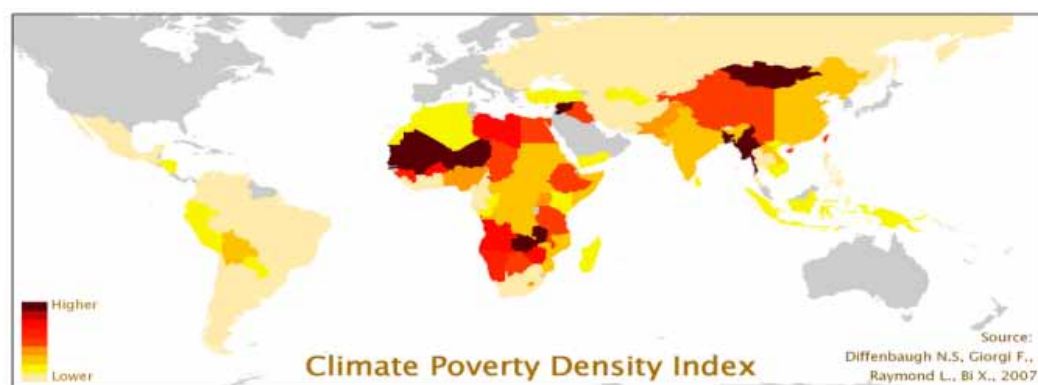 Higher
Lower
Climate Poverty Density Index
Source:
Diffenbaugh N.S, Giorgi F.,
Raymond L., Bi X., 2007